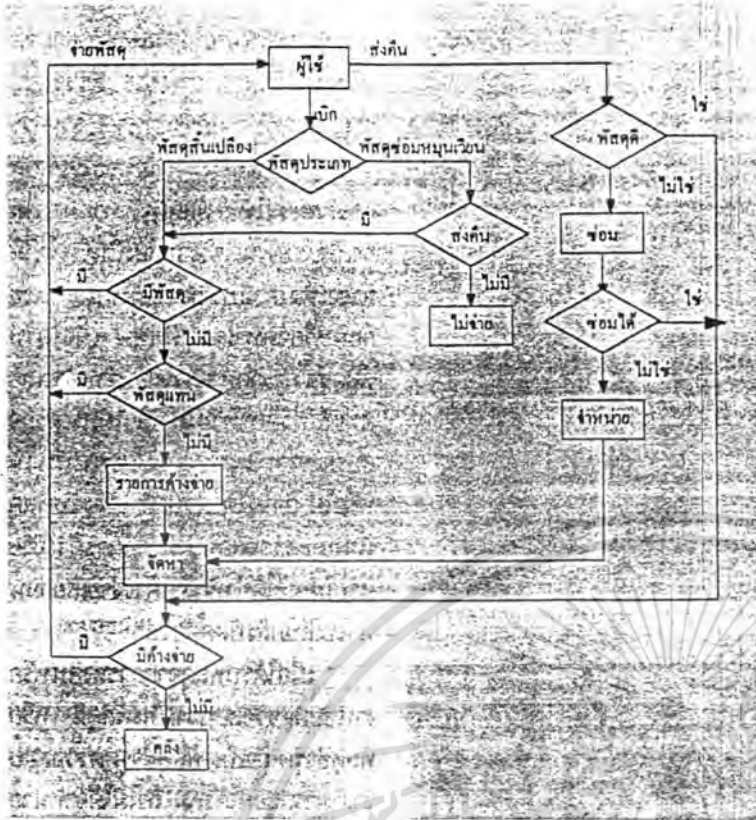 จ่ายพัสดุ
ผู้ใช้
ส่งคืน
เบิก
ใช่
พัสดุสิ้นเปลือง
พัสดุประเภท
พัสดุซ่อมหมุนเวียน
พัสดุดี
ไม่ใช่
มี
ส่งคืน
ซ่อม
มี
มีพัสดุ
ไม่มี
ไม่จ่าย
ซ่อมได้
ใช่
ไม่มี
ไม่ใช่
มี
พัสดุแทน
จำหน่าย
ไม่มี
รายการค้างจ่าย
จัดหา
มี
มีค้างจ่าย
ไม่มี
คลัง